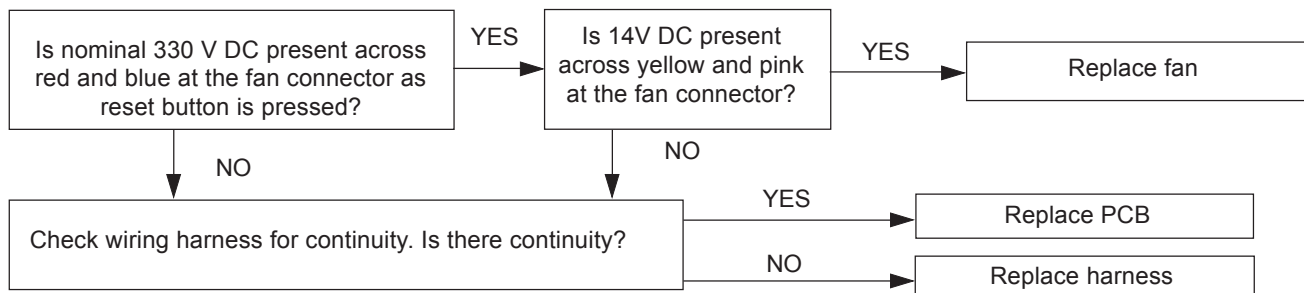 Is nominal 330 V DC present across
red and blue at the fan connector as
reset button is pressed?
YES
Is 14V DC present
across yellow and pink
at the fan connector?
YES
Replace fan
NO
NO
Check wiring harness for continuity. Is there continuity?
YES
Replace PCB
NO
Replace harness